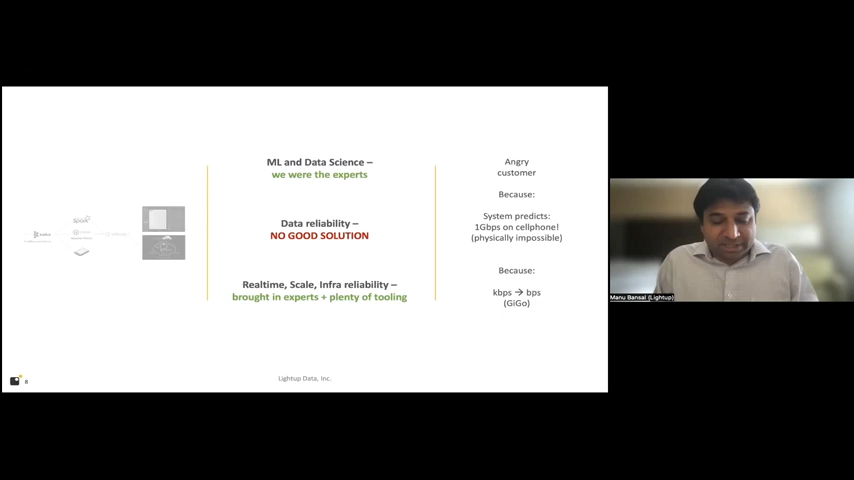 ML and Data Science –
we were the experts
Data reliability –
NO GOOD SOLUTION
Realtime, Scale, Infra reliability –
brought in experts + plenty of tooling
Angry
customer
Because:
System predicts:
1Gbps on cellphone!
(physically impossible)
Because:
kbps → bps
(GiGo)
Spark
8
Lightup Data, Inc.
Manu Bansal (Lightup)